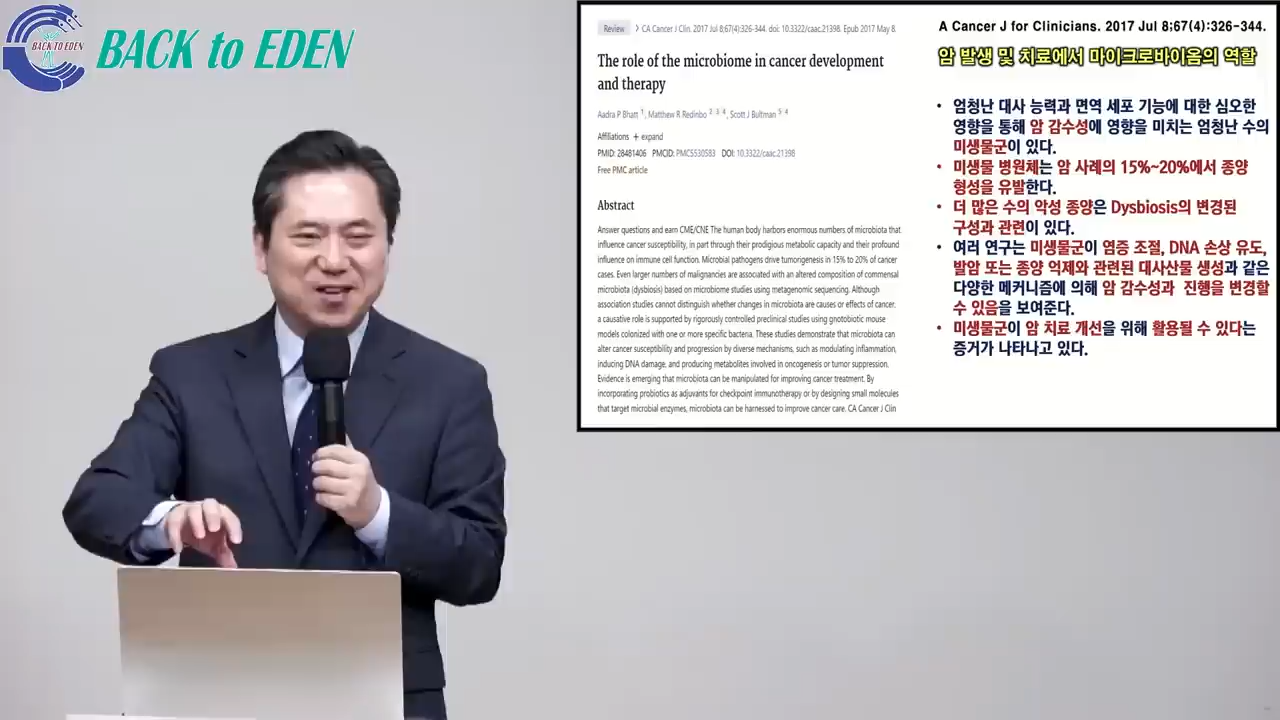 BACK TO EDEN
BACK to EDEN
Review
CA Cancer J Clin. 2017 Jul 8;67(4):326-344. doi: 10.3322/caac.21398. Epub 2017 May 8.
The role of the microbiome in cancer development
and therapy
Aadra P Bhatt 1, Matthew R Redinbo 2 3 4, Scott J Bultman 5 4
Affiliations + expand
PMID: 28481406 PMCID: PMC5530583 DOI: 10.3322/caac.21398
Free PMC article
Abstract
Answer questions and earn CME/CNE The human body harbors enormous numbers of microbiota that
influence cancer susceptibility, in part through their prodigious metabolic capacity and their profound
influence on immune cell function. Microbial pathogens drive tumorigenesis in 15% to 20% of cancer
cases. Even larger numbers of malignancies are associated with an altered composition of commensal
microbiota (dysbiosis) based on microbiome studies using metagenomic sequencing. Although
association studies cannot distinguish whether changes in microbiota are causes or effects of cancer,
a causative role is supported by rigorously controlled preclinical studies using gnotobiotic mouse
models colonized with one or more specific bacteria. These studies demonstrate that microbiota can
alter cancer susceptibility and progression by diverse mechanisms, such as modulating inflammation,
inducing DNA damage, and producing metabolites involved in oncogenesis or tumor suppression.
Evidence is emerging that microbiota can be manipulated for improving cancer treatment. By
incorporating probiotics as adjuvants for checkpoint immunotherapy or by designing small molecules
that target microbial enzymes, microbiota can be harnessed to improve cancer care. CA Cancer J Clin
A Cancer J for Clinicians. 2017 Jul 8;67(4):326-344.
암 발생 및 치료에서 마이크로바이옴의 역할
• 엄청난 대사 능력과 면역 세포 기능에 대한 심오한
영향을 통해 암 감수성에 영향을 미치는 엄청난 수의
미생물군이 있다.
• 미생물 병원체는 암 사례의 15%~20%에서 종양
형성을 유발한다.
• 더 많은 수의 악성 종양은 Dysbiosis의 변경된
구성과 관련이 있다.
• 여러 연구는 미생물군이 염증 조절, DNA 손상 유도,
발암 또는 종양 억제와 관련된 대사산물 생성과 같은
다양한 메커니즘에 의해 암 감수성과 진행을 변경할
수 있음을 보여준다.
• 미생물군이 암 치료 개선을 위해 활용될 수 있다는
증거가 나타나고 있다.